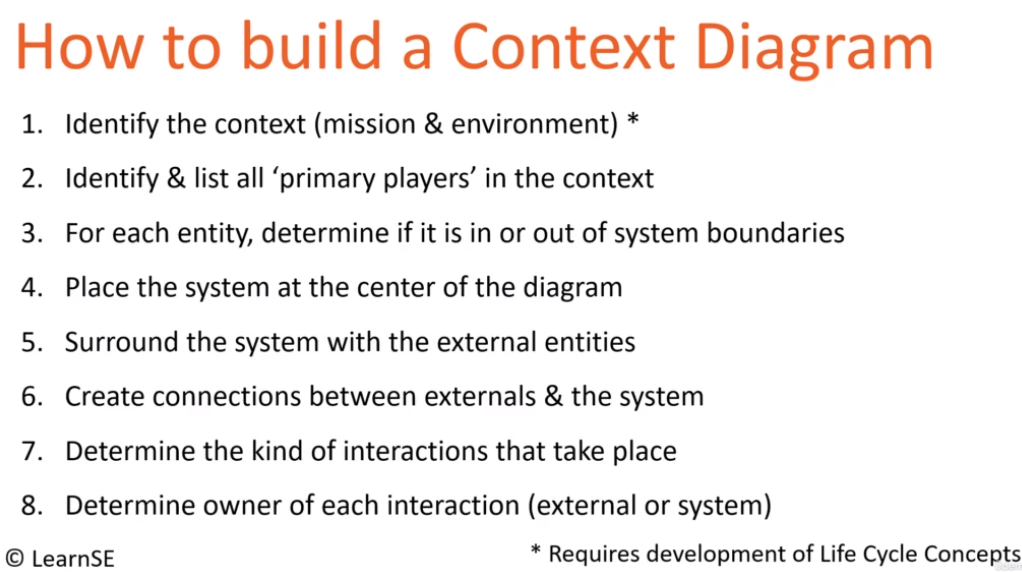 How to build a Context Diagram
1. Identify the context (mission & environment) *
2. Identify & list all ‘primary players’ in the context
3. For each entity, determine if it is in or out of system boundaries
4. Place the system at the center of the diagram
5. Surround the system with the external entities
6. Create connections between externals & the system
7. Determine the kind of interactions that take place
8. Determine owner of each interaction (external or system)
© LearnSE
* Requires development of Life Cycle Concepts